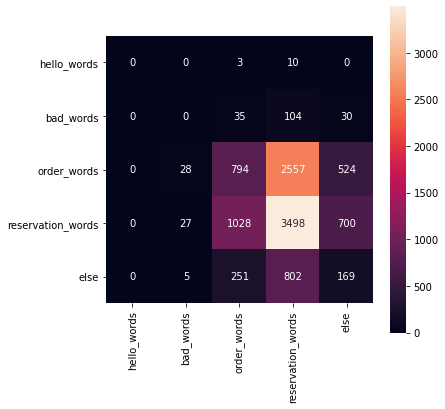 hello_words 0 0 3 10 0
bad_words 0 0 35 104 30
order_words 0 28 794 2557 524
reservation_words 0 27 1028 3498 700
else 0 5 251 802 169
hello_words bad_words order_words reservation_words else
3000
2500
2000
1500
1000
500
0